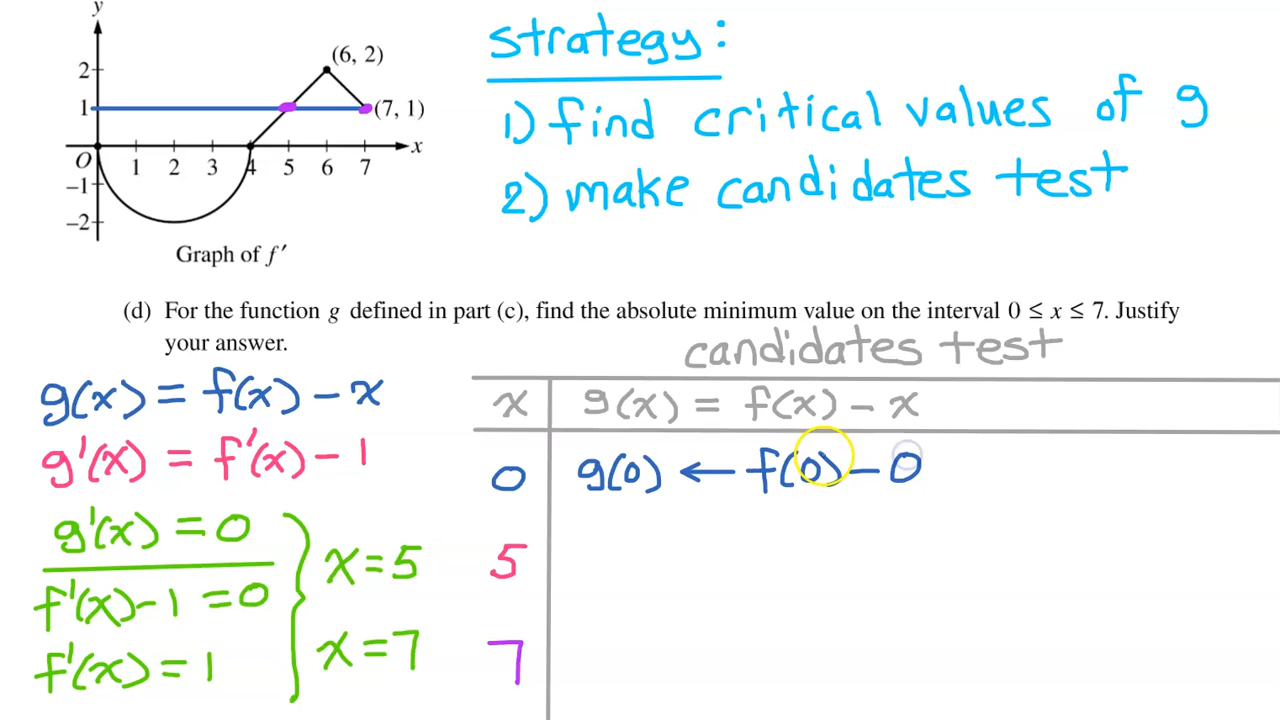 y
strategy:
(6, 2)
2
1
(7, 1)
1) find critical values of g
O 1 2 3 4 5 6 7 x
−1
2) make candidates test
−2
Graph of f′
(d) For the function g defined in part (c), find the absolute minimum value on the interval 0 ≤ x ≤ 7. Justify
your answer.
candidates test
g(x) = f(x) − x
x g(x) = f(x) − x
g'(x) = f'(x) − 1
0 g(0) ← f(0) − 0
g'(x) = 0
f'(x) − 1 = 0
f'(x) = 1
x = 5
x = 7
5
7